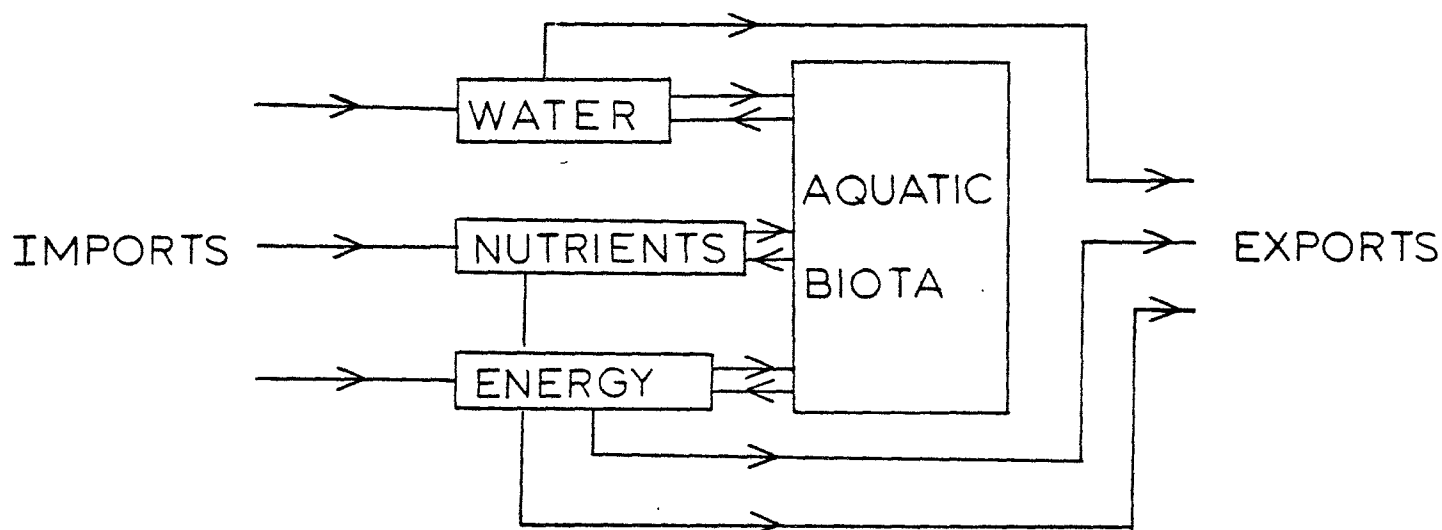 WATER
AQUATIC
IMPORTS
NUTRIENTS
EXPORTS
BIOTA
ENERGY